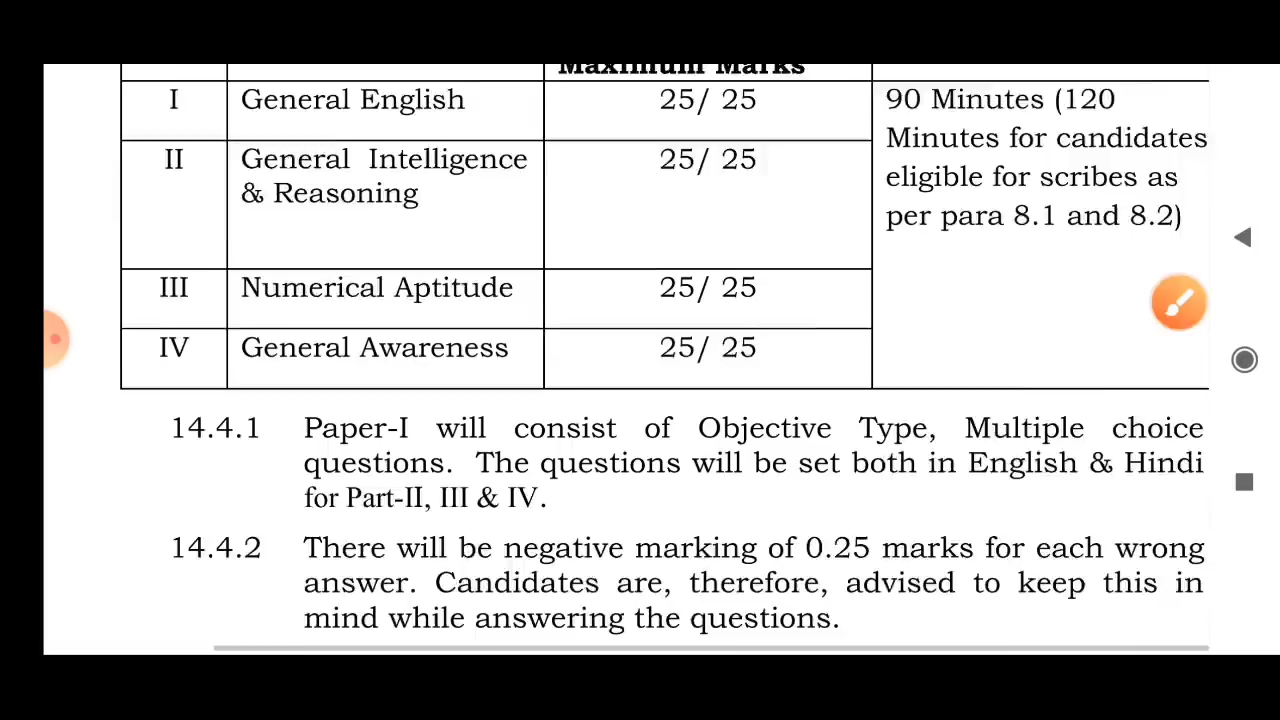 Maximum Marks
I General English 25/ 25 90 Minutes (120
Minutes for candidates
eligible for scribes as
per para 8.1 and 8.2)
II General Intelligence 25/ 25
& Reasoning
III Numerical Aptitude 25/ 25
IV General Awareness 25/ 25
14.4.1 Paper-I will consist of Objective Type, Multiple choice
questions. The questions will be set both in English & Hindi
for Part-II, III & IV.
14.4.2 There will be negative marking of 0.25 marks for each wrong
answer. Candidates are, therefore, advised to keep this in
mind while answering the questions.